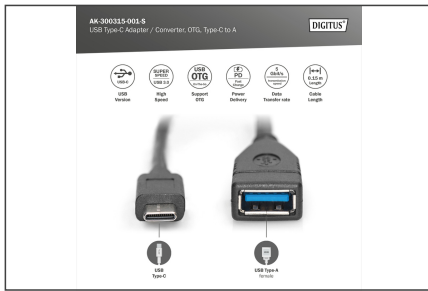 AK-300315-001-S
USB Type-C Adapter / Converter, OTG, Type-C to A
DIGITUS®
USB-C
USB
Version
SUPER
SPEED
USB 3.0
High
Speed
USB
OTG
Support
OTG
PD
Power
Delivery
5
Gbit/s
Data
Transfer rate
0.15 m
Length
Cable
Length
USB
Type-C
USB Type-A
female